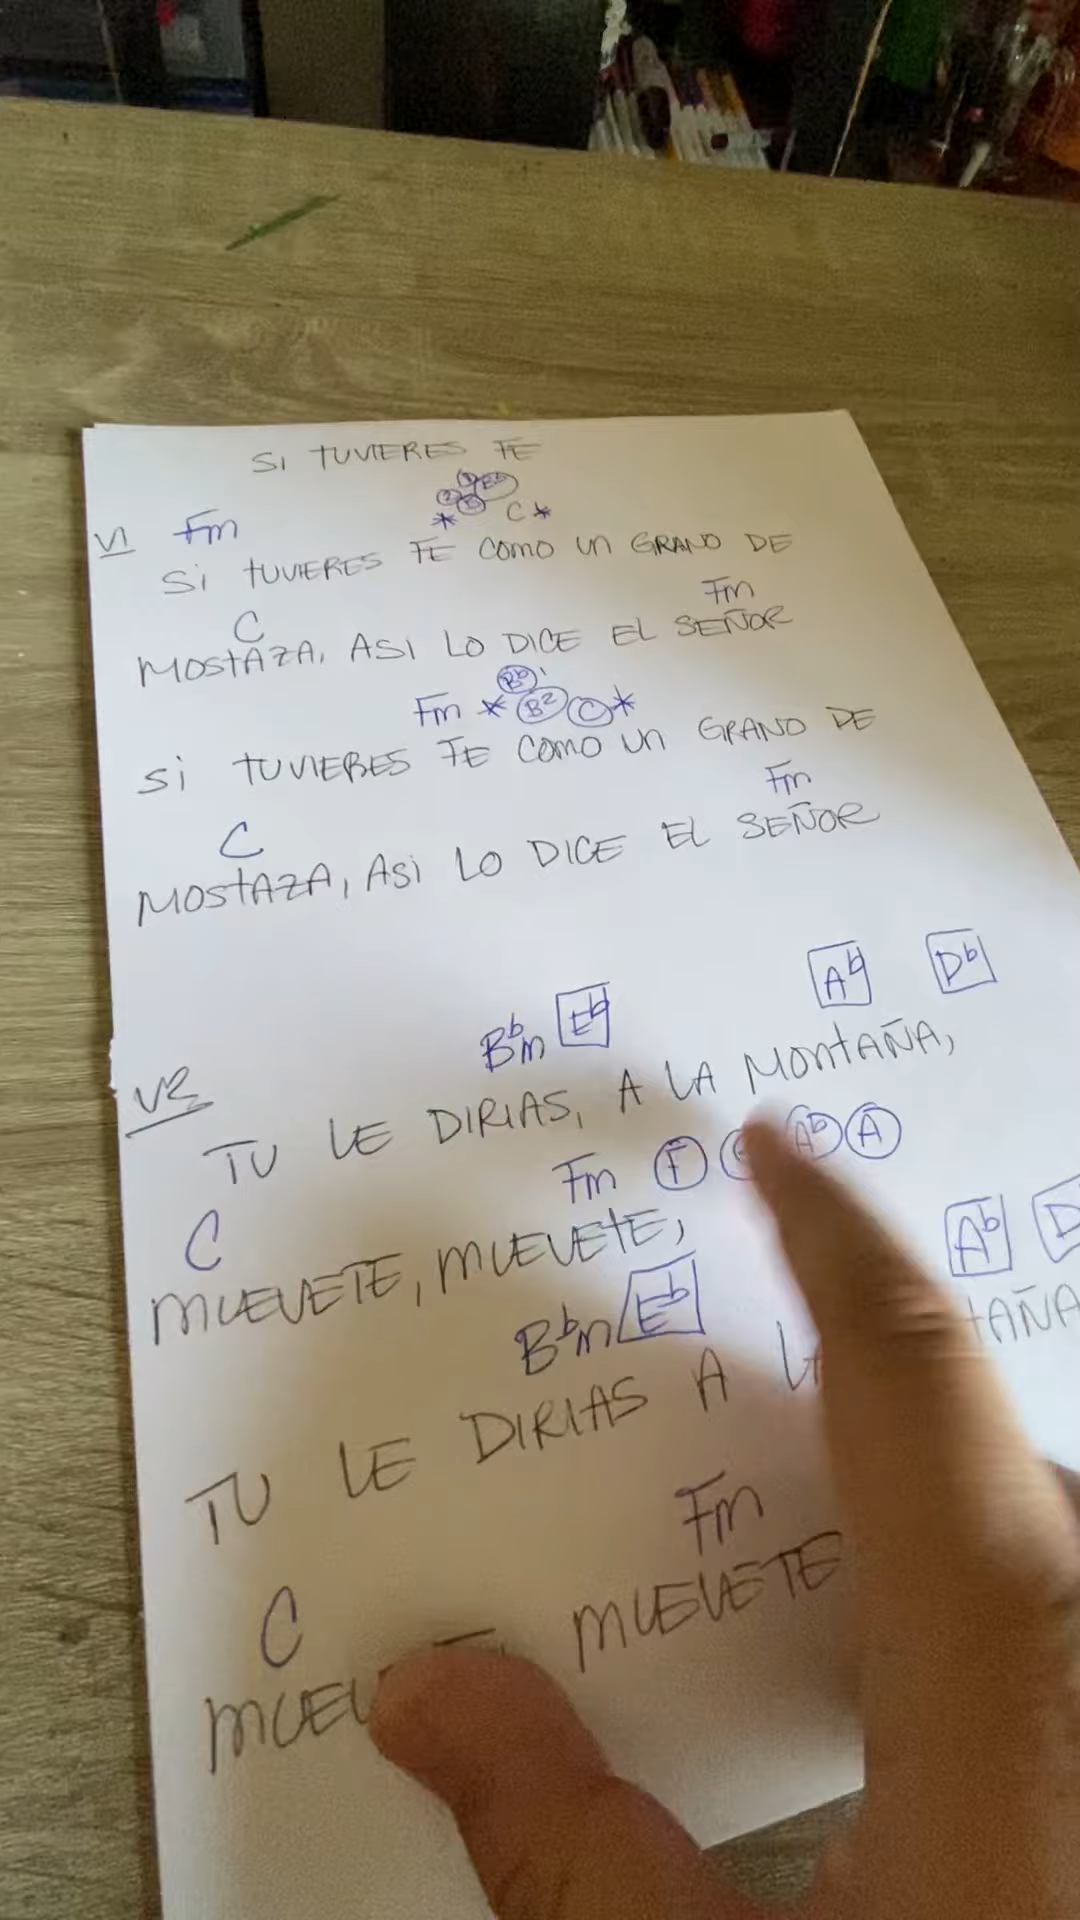 SI TUVIERES FE
* C *
V1 Fm
SI TUVIERES FE COMO UN GRANO DE
C Fm
MOSTAZA, ASI LO DICE EL SEÑOR
Bb
Fm * B2 C *
SI TUVIERES FE COMO UN GRANO DE
C Fm
MOSTAZA, ASI LO DICE EL SEÑOR
Bbm Eb Ab Db
V2
TU LE DIRIAS, A LA MONTAÑA,
C Fm F Ab A
MUEVETE, MUEVETE,
Bbm Eb Ab
TU LE DIRIAS A
C Fm
MUEVETE